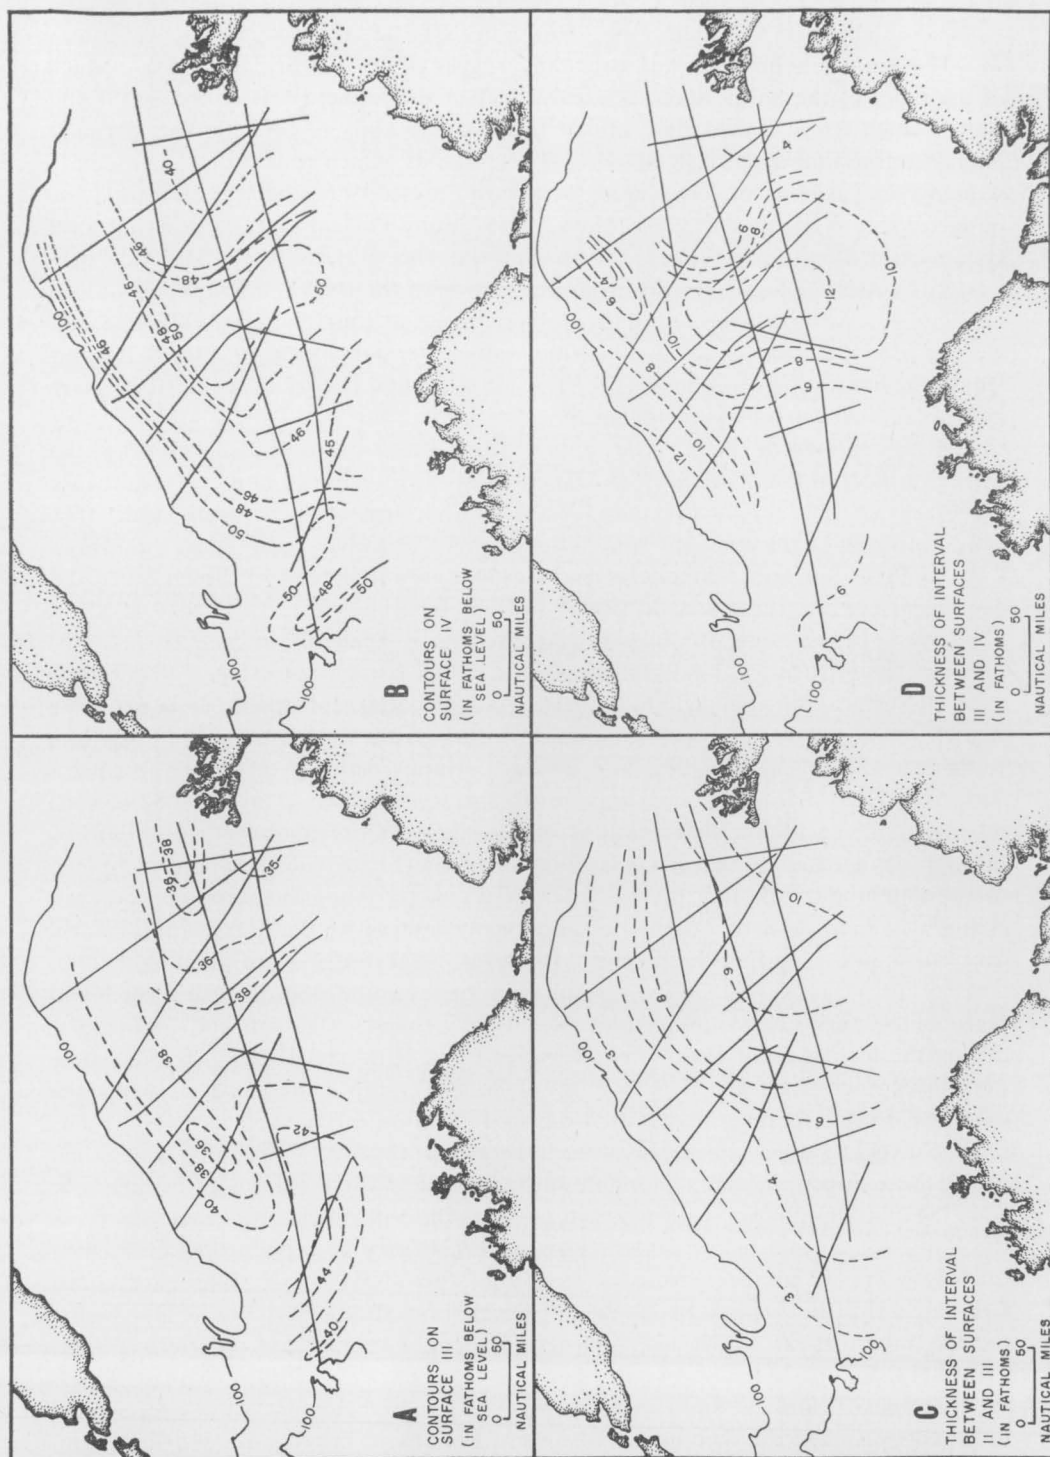 A
CONTOURS ON
SURFACE III
(IN FATHOMS BELOW
SEA LEVEL)
0 50
NAUTICAL MILES
100
100
100
40
44
42
40
38
36
38
38
36
36
38
35
B
CONTOURS ON
SURFACE IV
(IN FATHOMS BELOW
SEA LEVEL)
0 50
NAUTICAL MILES
100
100
100
50
48
50
50
48
46
45
46
46
46
48
50
50
48
46
40
C
THICKNESS OF INTERVAL
BETWEEN SURFACES
II AND III
(IN FATHOMS)
0 50
NAUTICAL MILES
100
100
3
3
4
6
8
9
10
D
THICKNESS OF INTERVAL
BETWEEN SURFACES
III AND IV
(IN FATHOMS)
0 50
NAUTICAL MILES
100
100
6
12
10
8
6
4
10
6
8
12
10
8
6
4